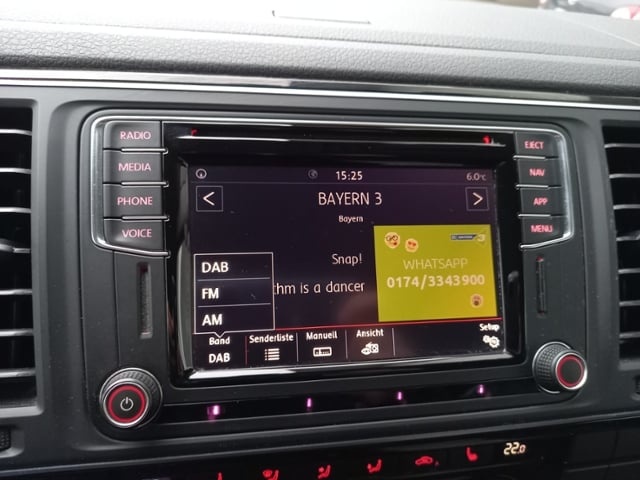 RADIO
MEDIA
PHONE
VOICE
EJECT
NAV
APP
MENU
15:25
6.0°C
< BAYERN 3 >
Bayern
Snap!
thm is a dancer
WHATSAPP
0174/3343900
3
DAB
FM
AM
Band
DAB
Senderliste
Manuell
Ansicht
Setup
22.0